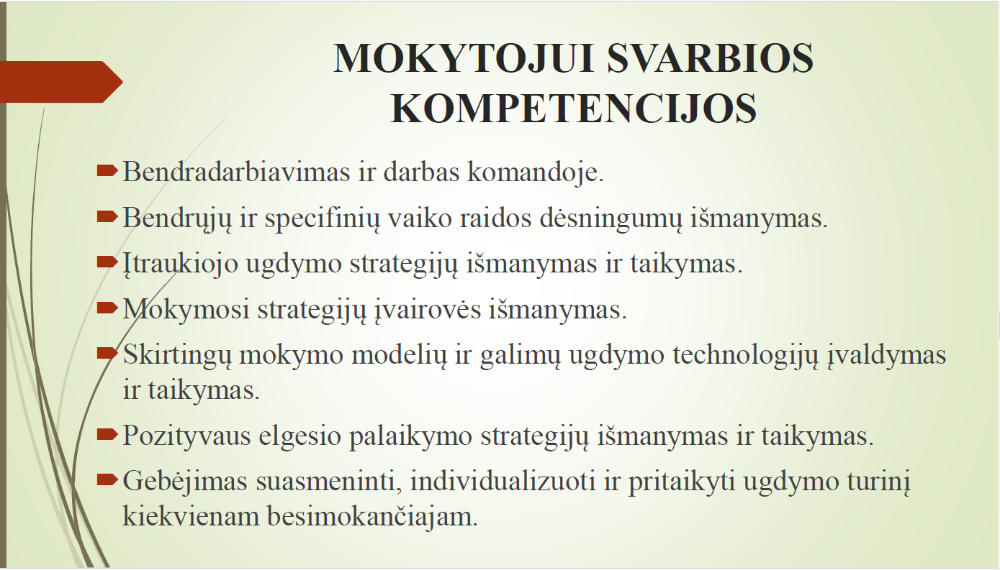 MOKYTOJUI SVARBIOS
KOMPETENCIJOS
Bendradarbiavimas ir darbas komandoje.
Bendrųjų ir specifinių vaiko raidos dėsningumų išmanymas.
Įtraukiojo ugdymo strategijų išmanymas ir taikymas.
Mokymosi strategijų įvairovės išmanymas.
Skirtingų mokymo modelių ir galimų ugdymo technologijų įvaldymas
ir taikymas.
Pozityvaus elgesio palaikymo strategijų išmanymas ir taikymas.
Gebėjimas suasmeninti, individualizuoti ir pritaikyti ugdymo turinį
kiekvienam besimokančiajam.